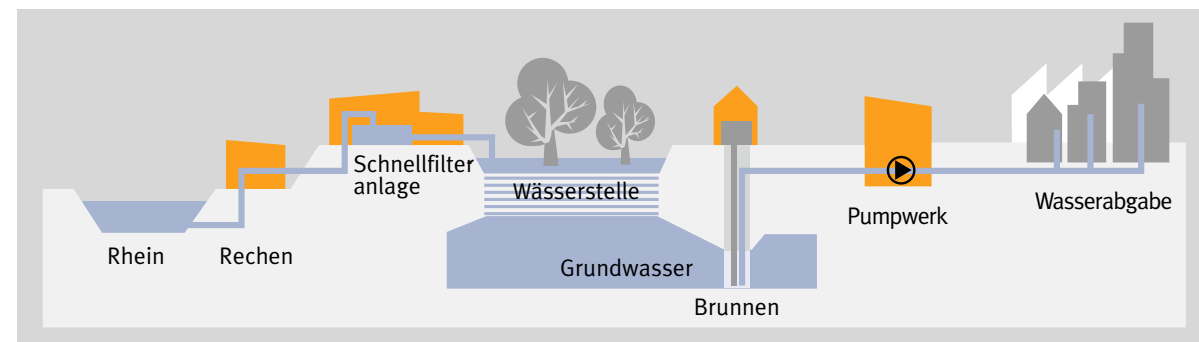 Rhein
Rechen
Schnellfilter
anlage
Wässerstelle
Grundwasser
Brunnen
Pumpwerk
Wasserabgabe